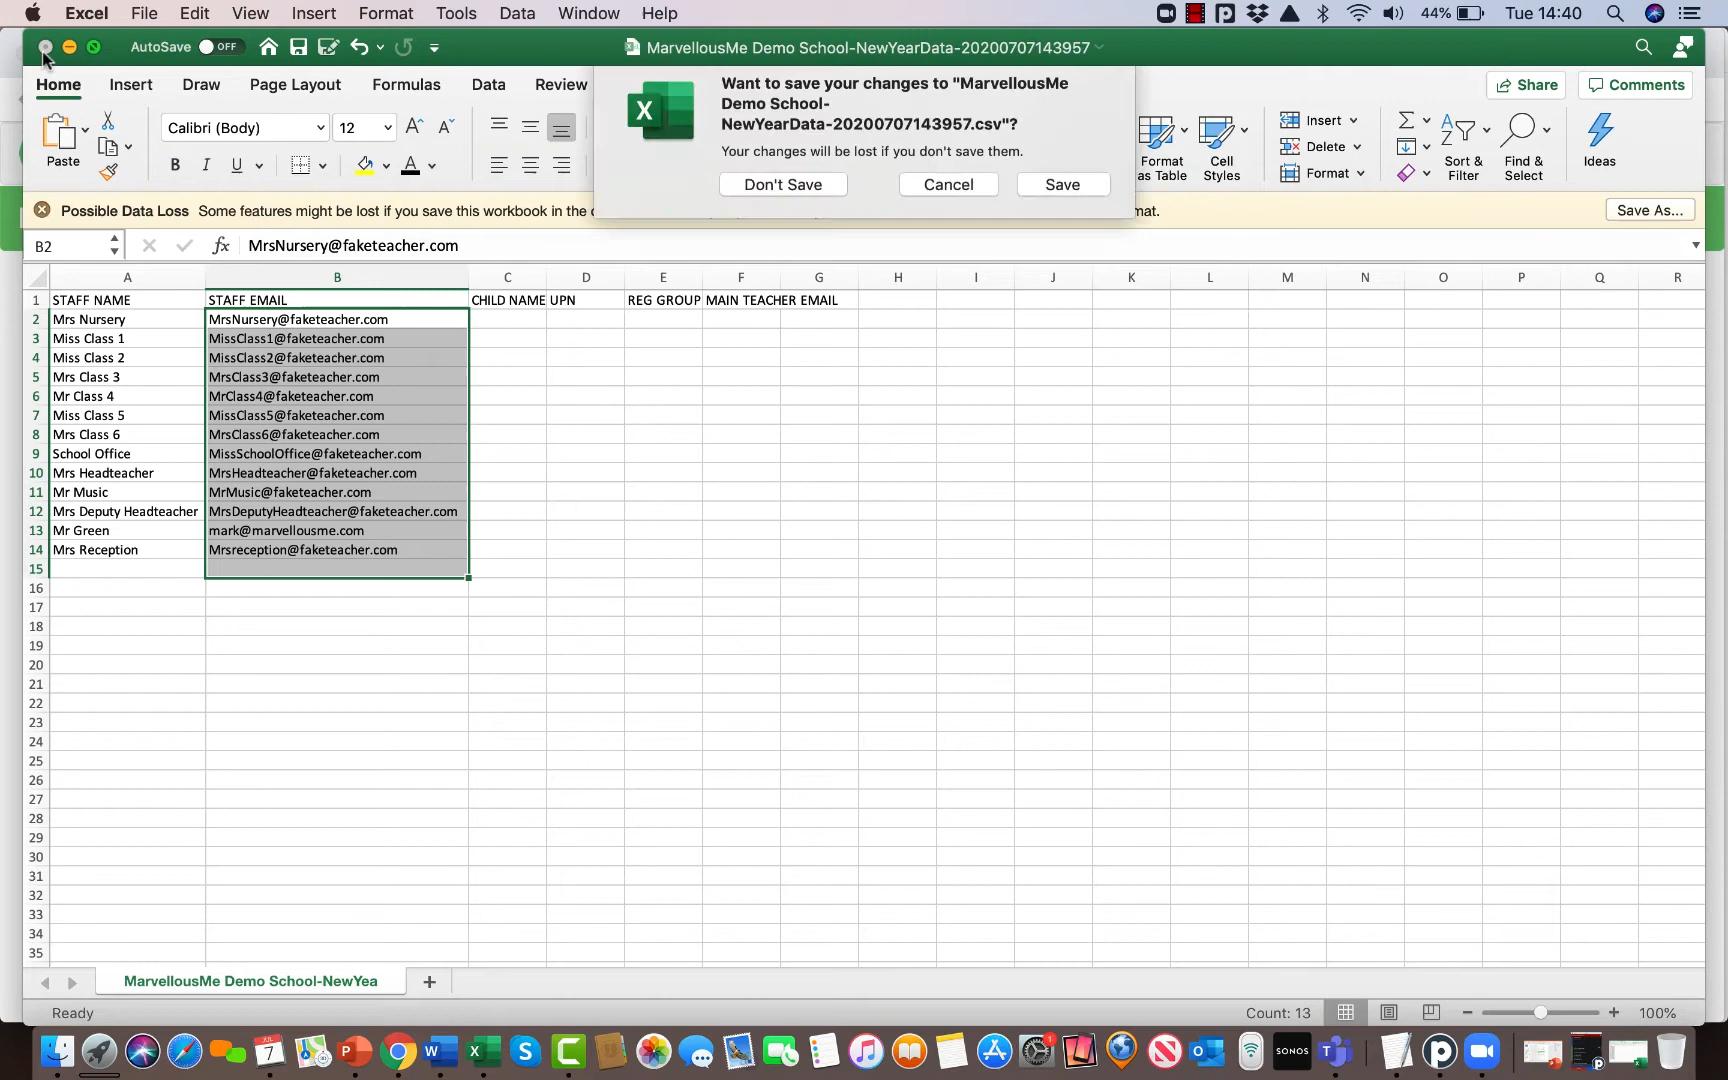 Excel File Edit View Insert Format Tools Data Window Help 44% Tue 14:40
AutoSave OFF MarvellousMe Demo School-NewYearData-20200707143957
Home Insert Draw Page Layout Formulas Data Review Share Comments
Want to save your changes to "MarvellousMe
Demo School-
NewYearData-20200707143957.csv"?
Your changes will be lost if you don't save them.
Don't Save Cancel Save
Paste Calibri (Body) 12
B I U
Format
as Table
Cell
Styles
Insert
Delete
Format
Sort &
Filter
Find &
Select
Ideas
Possible Data Loss Some features might be lost if you save this workbook in the mat. Save As...
B2 fx MrsNursery@faketeacher.com
A B C D E F G H I J K L M N O P Q R
1 STAFF NAME STAFF EMAIL CHILD NAME UPN REG GROUP MAIN TEACHER EMAIL
2 Mrs Nursery MrsNursery@faketeacher.com
3 Miss Class 1 MissClass1@faketeacher.com
4 Miss Class 2 MissClass2@faketeacher.com
5 Mrs Class 3 MrsClass3@faketeacher.com
6 Mr Class 4 MrClass4@faketeacher.com
7 Miss Class 5 MissClass5@faketeacher.com
8 Mrs Class 6 MrsClass6@faketeacher.com
9 School Office MissSchoolOffice@faketeacher.com
10 Mrs Headteacher MrsHeadteacher@faketeacher.com
11 Mr Music MrMusic@faketeacher.com
12 Mrs Deputy Headteacher MrsDeputyHeadteacher@faketeacher.com
13 Mr Green mark@marvellousme.com
14 Mrs Reception Mrsreception@faketeacher.com
15
16
17
18
19
20
21
22
23
24
25
26
27
28
29
30
31
32
33
34
35
MarvellousMe Demo School-NewYea
Ready Count: 13 100%
SONOS